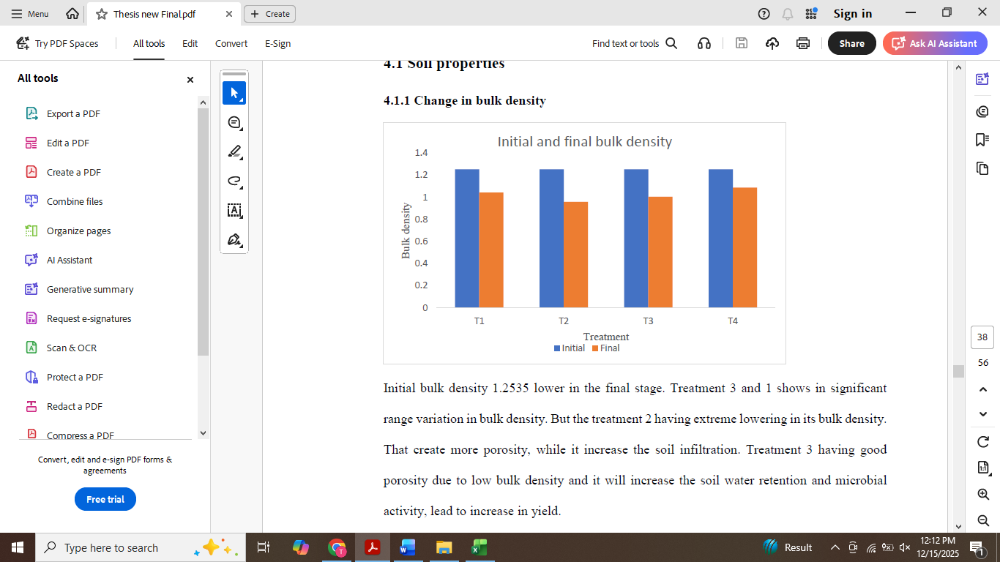 Menu
Thesis new Final.pdf
Create
Sign in
Try PDF Spaces
All tools
Edit
Convert
E-Sign
Find text or tools
Share
Ask AI Assistant
All tools
Export a PDF
Edit a PDF
Create a PDF
Combine files
Organize pages
AI Assistant
Generative summary
Request e-signatures
Scan & OCR
Protect a PDF
Redact a PDF
Compress a PDF
Convert, edit and e-sign PDF forms &
agreements
Free trial
4.1 Soil properties
4.1.1 Change in bulk density
Initial and final bulk density
1.4
1.2
1
0.8
0.6
0.4
0.2
0
Bulk density
T1 T2 T3 T4
Treatment
Initial Final
Initial bulk density 1.2535 lower in the final stage. Treatment 3 and 1 shows in significant
range variation in bulk density. But the treatment 2 having extreme lowering in its bulk density.
That create more porosity, while it increase the soil infiltration. Treatment 3 having good
porosity due to low bulk density and it will increase the soil water retention and microbial
activity, lead to increase in yield.
38
56
1:1
Type here to search
Result
12:12 PM
12/15/2025
1